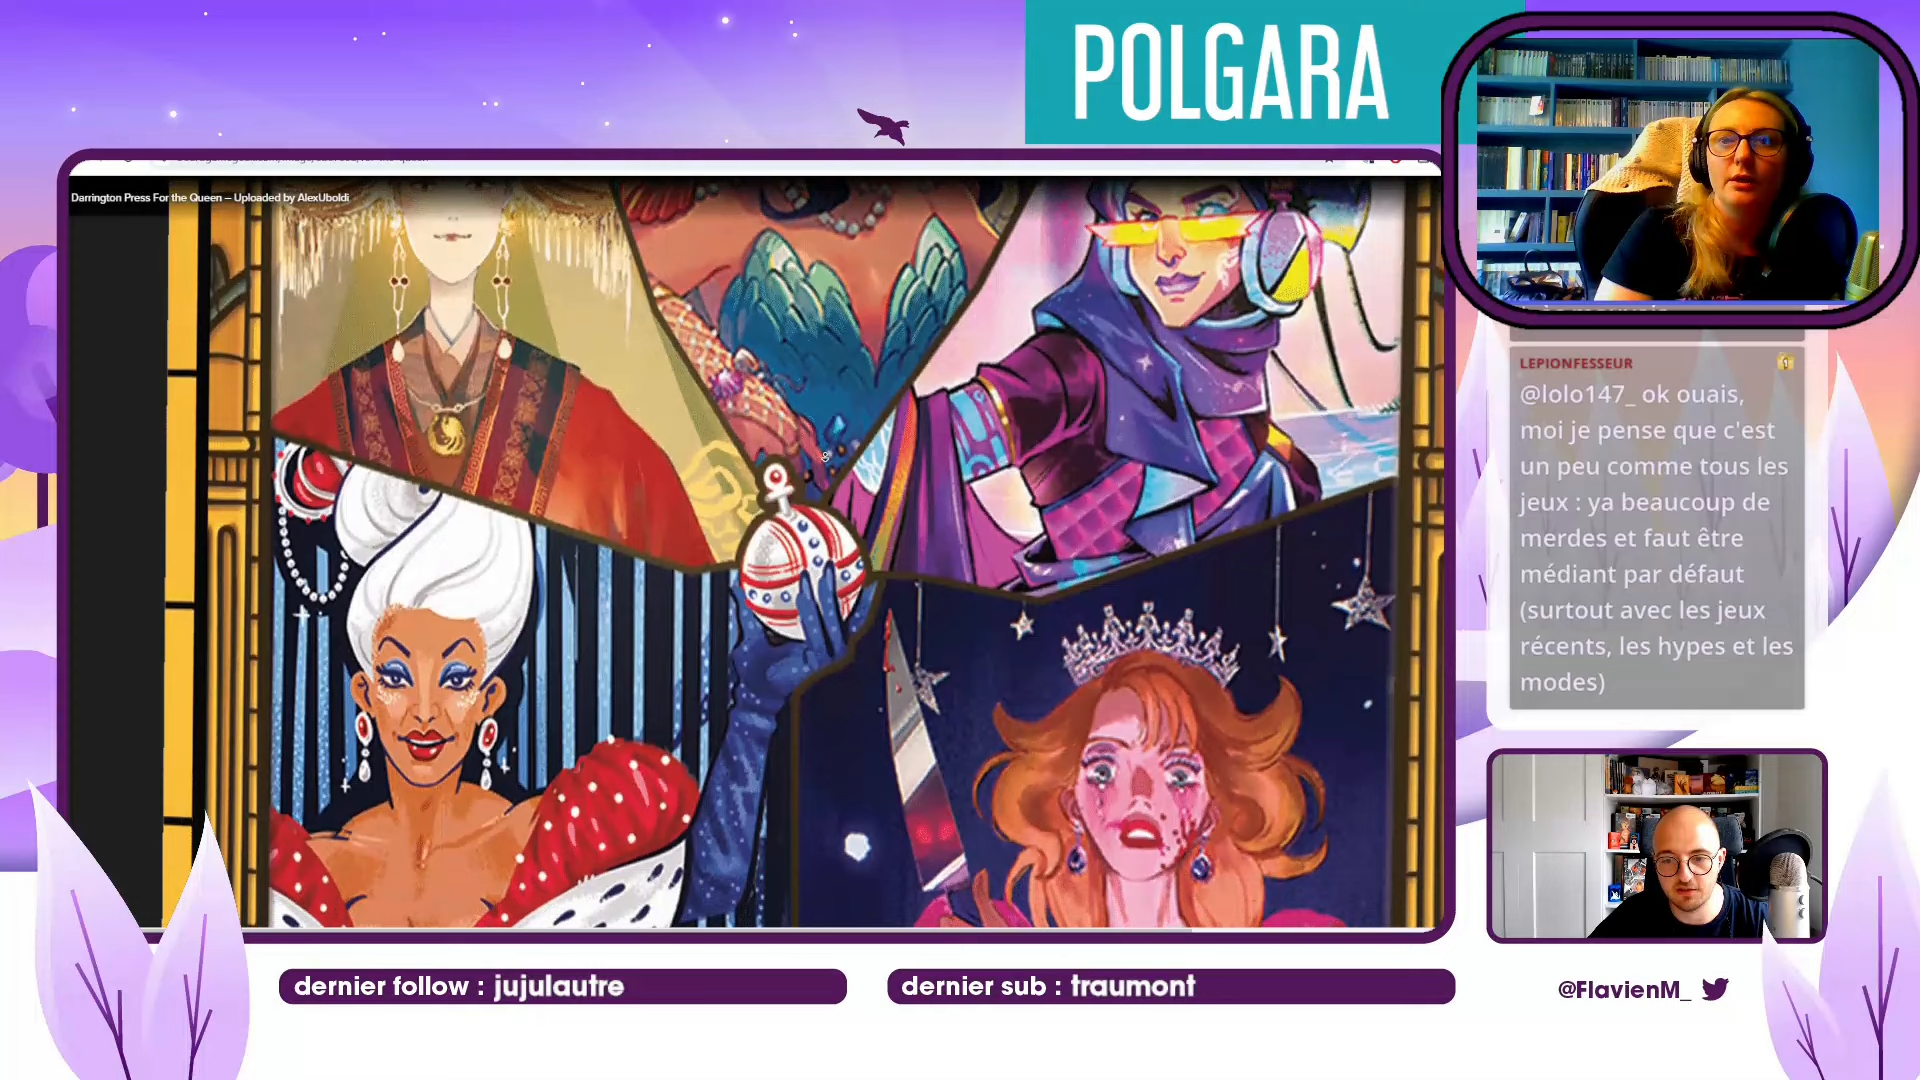 POLGARA
Darrington Press For the Queen — Uploaded by AlexUboldi
LEPIONFESSEUR
@lolo147_ ok ouais,
moi je pense que c'est
un peu comme tous les
jeux : ya beaucoup de
merdes et faut être
médiant par défaut
(surtout avec les jeux
récents, les hypes et les
modes)
dernier follow : jujulautre
dernier sub : traumont
@FlavienM_